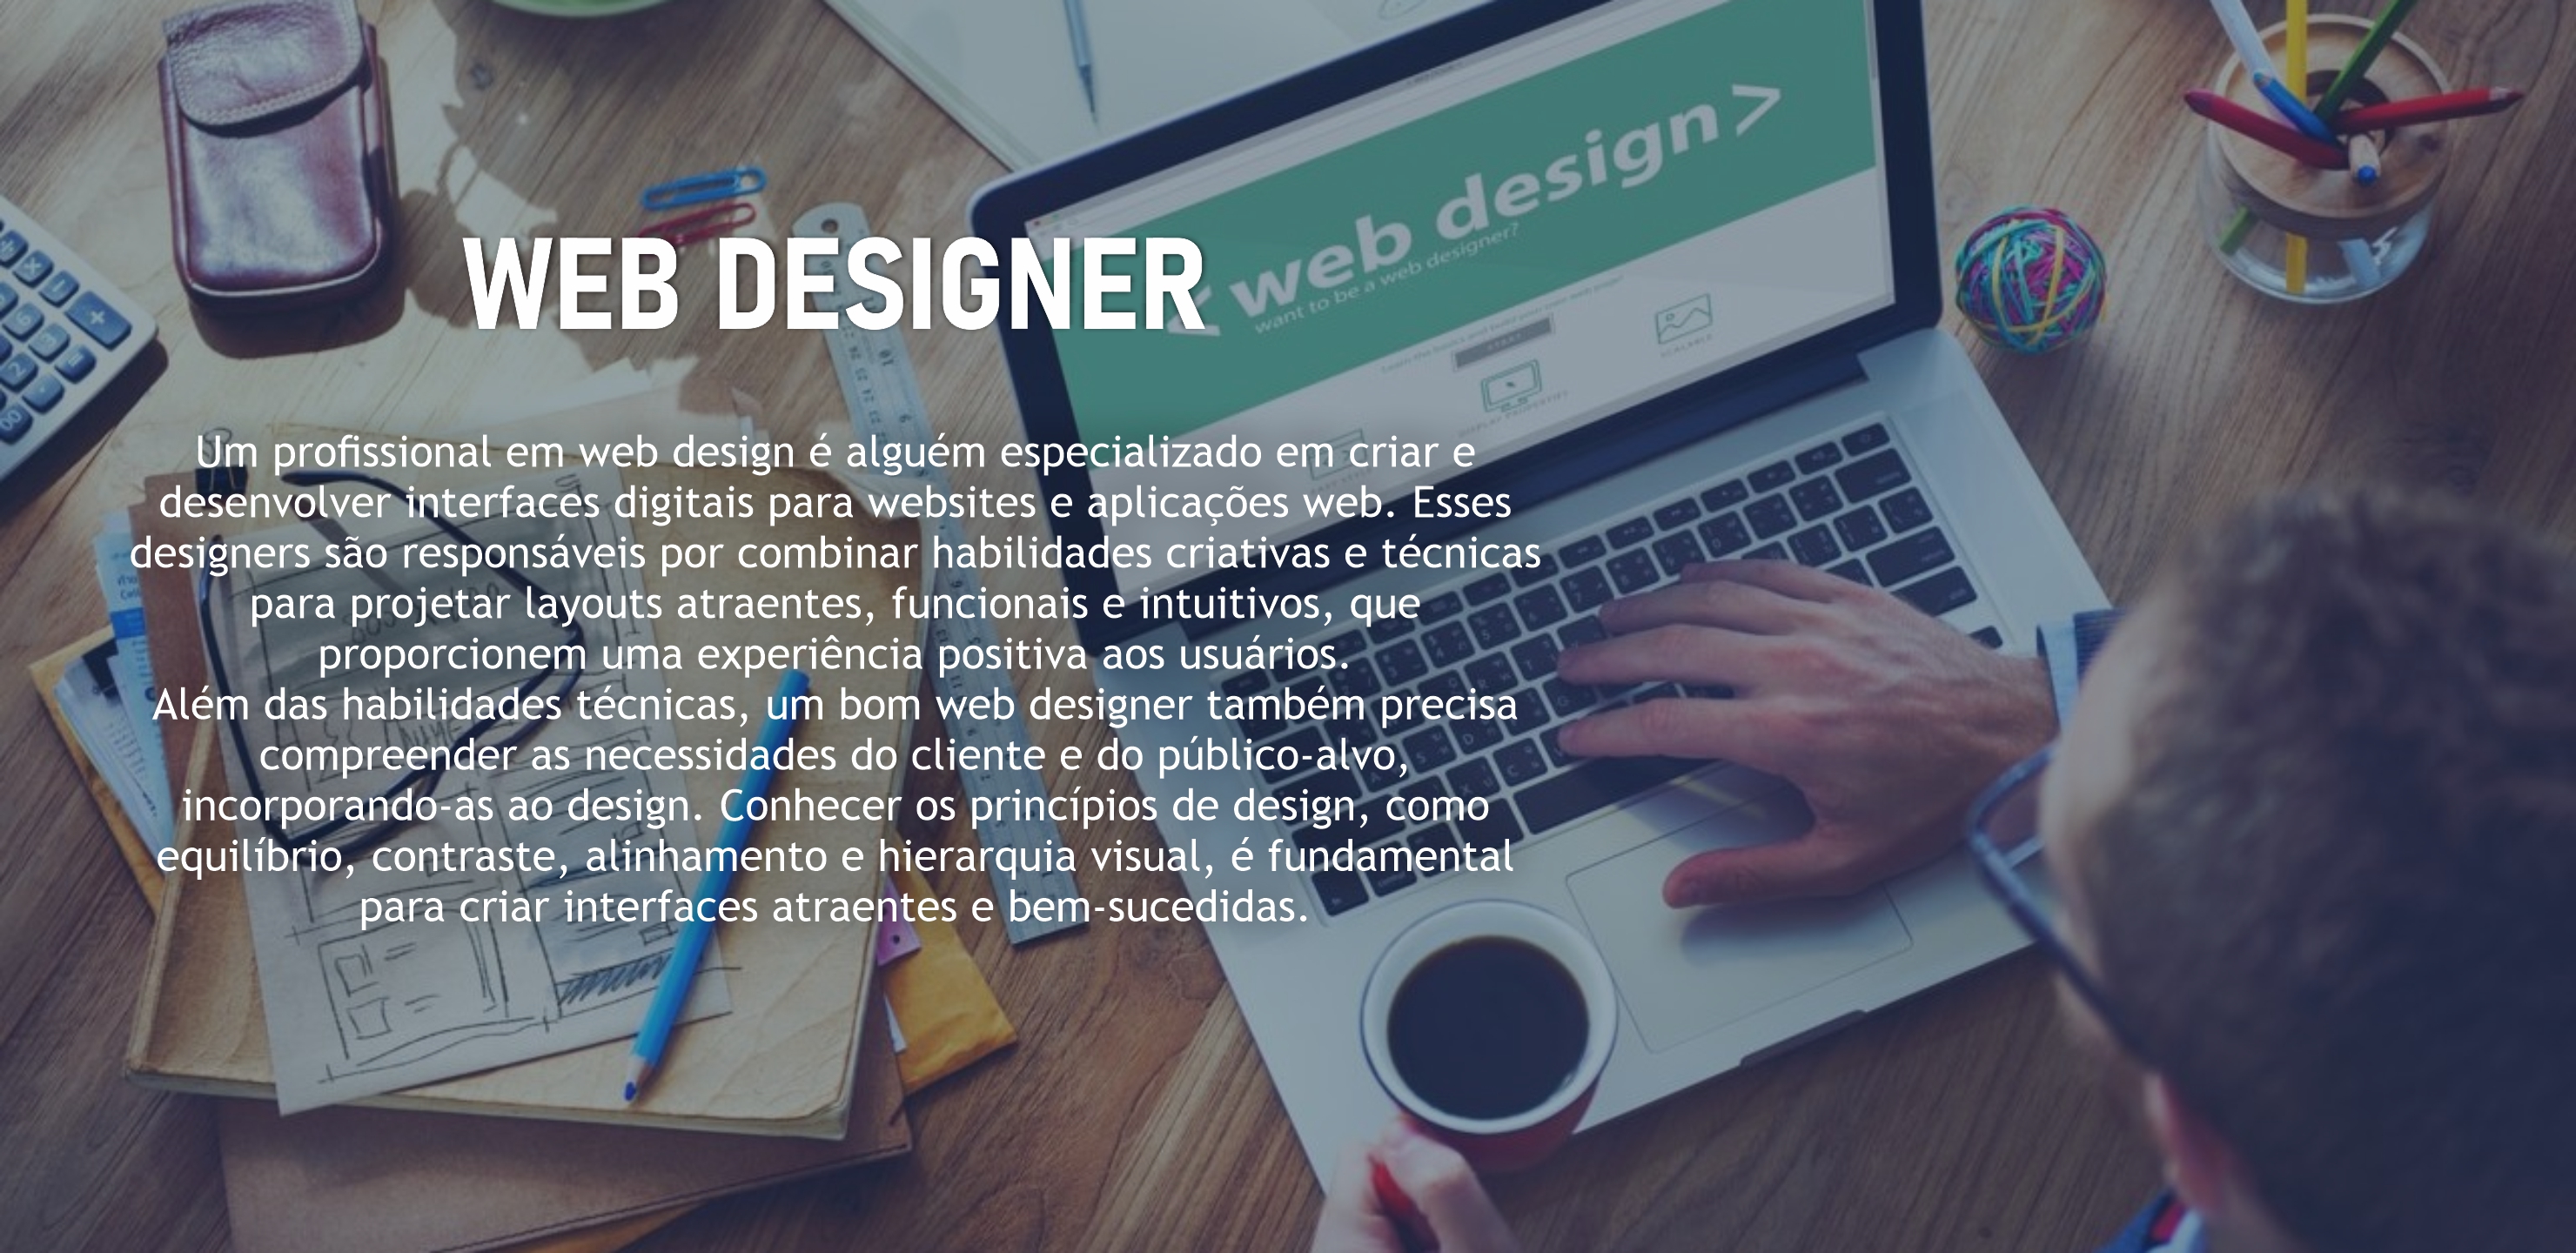 < web design >
want to be a web designer?
START
SCALABLE
DISPLAY PROPERTIES
WEB DESIGNER
Um profissional em web design é alguém especializado em criar e
desenvolver interfaces digitais para websites e aplicações web. Esses
designers são responsáveis por combinar habilidades criativas e técnicas
para projetar layouts atraentes, funcionais e intuitivos, que
proporcionem uma experiência positiva aos usuários.
Além das habilidades técnicas, um bom web designer também precisa
compreender as necessidades do cliente e do público-alvo,
incorporando-as ao design. Conhecer os princípios de design, como
equilíbrio, contraste, alinhamento e hierarquia visual, é fundamental
para criar interfaces atraentes e bem-sucedidas.